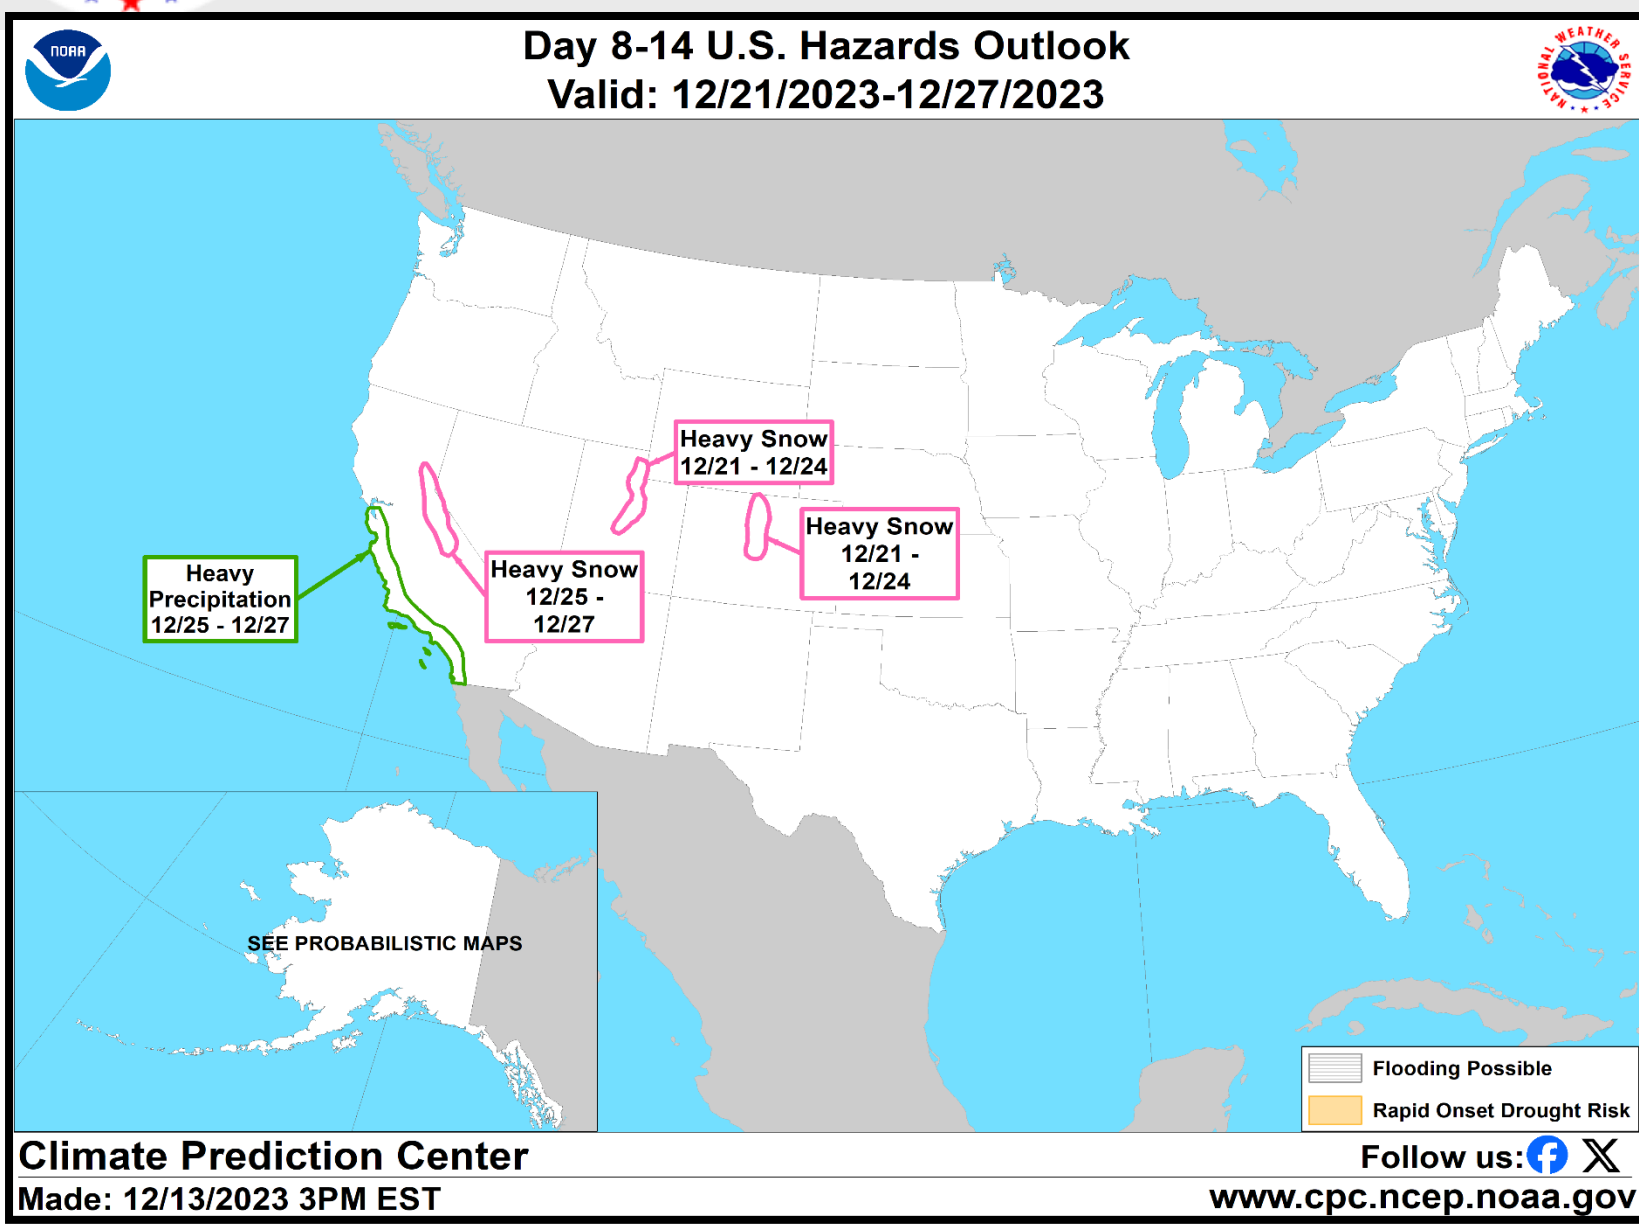 NOAA
Day 8-14 U.S. Hazards Outlook
Valid: 12/21/2023-12/27/2023
NATIONAL WEATHER SERVICE
Heavy Snow
12/21 - 12/24
Heavy Snow
12/21 -
12/24
Heavy Snow
12/25 -
12/27
Heavy
Precipitation
12/25 - 12/27
SEE PROBABILISTIC MAPS
Flooding Possible
Rapid Onset Drought Risk
Climate Prediction Center
Follow us:
Made: 12/13/2023 3PM EST
www.cpc.ncep.noaa.gov